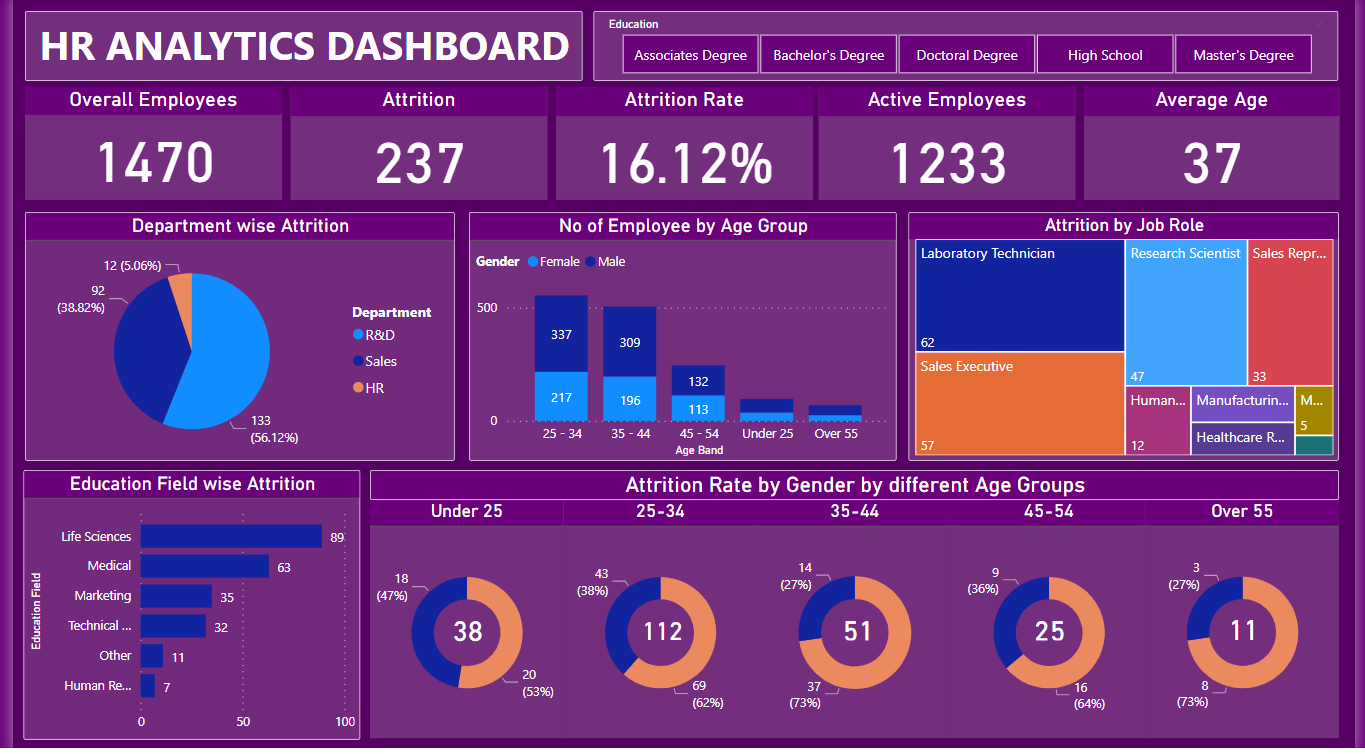 HR ANALYTICS DASHBOARD
Education
Associates Degree
Bachelor's Degree
Doctoral Degree
High School
Master's Degree
Overall Employees
1470
Attrition
237
Attrition Rate
16.12%
Active Employees
1233
Average Age
37
Department wise Attrition
12 (5.06%)
92
(38.82%)
133
(56.12%)
Department
R&D
Sales
HR
No of Employee by Age Group
Gender Female Male
500
0
337
217
309
196
132
113
25 - 34
35 - 44
45 - 54
Under 25
Over 55
Age Band
Attrition by Job Role
Laboratory Technician
62
Sales Executive
57
Research Scientist
47
Sales Repr...
33
Human...
12
Manufacturin...
Healthcare R...
M...
5
Education Field wise Attrition
Education Field
Life Sciences
89
Medical
63
Marketing
35
Technical ...
32
Other
11
Human Re...
7
0
50
100
Attrition Rate by Gender by different Age Groups
Under 25
18
(47%)
38
20
(53%)
25-34
43
(38%)
112
69
(62%)
35-44
14
(27%)
51
37
(73%)
45-54
9
(36%)
25
16
(64%)
Over 55
3
(27%)
11
8
(73%)